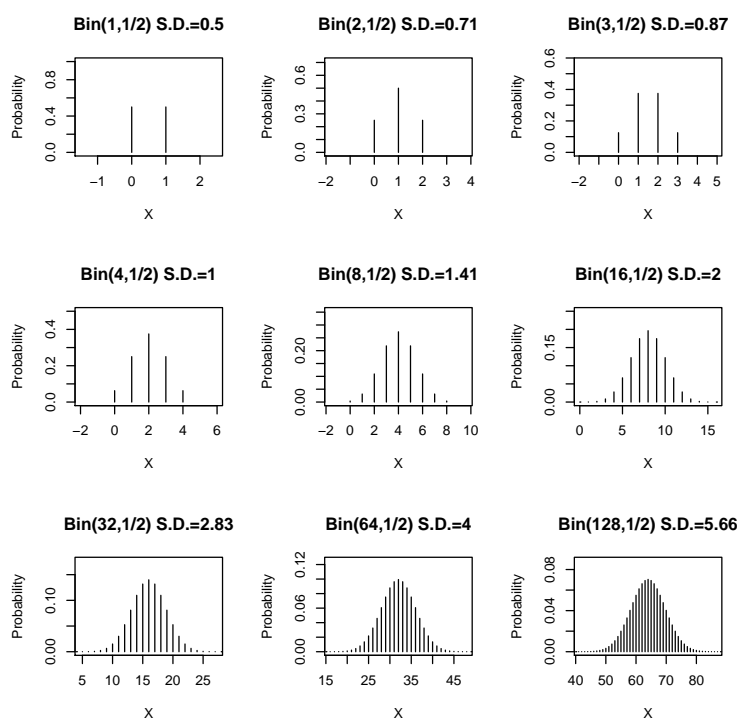 Bin(1,1/2) S.D.=0.5
Probability
0.0 0.4 0.8
−1 0 1 2
X
Bin(2,1/2) S.D.=0.71
Probability
0.0 0.3 0.6
−2 0 1 2 3 4
X
Bin(3,1/2) S.D.=0.87
Probability
0.0 0.3 0.6
−2 0 1 2 3 4 5
X
Bin(4,1/2) S.D.=1
Probability
0.0 0.2 0.4
−2 0 2 4 6
X
Bin(8,1/2) S.D.=1.41
Probability
0.00 0.20
−2 0 2 4 6 8 10
X
Bin(16,1/2) S.D.=2
Probability
0.00 0.15
0 5 10 15
X
Bin(32,1/2) S.D.=2.83
Probability
0.00 0.10
5 10 15 20 25
X
Bin(64,1/2) S.D.=4
Probability
0.00 0.06 0.12
15 25 35 45
X
Bin(128,1/2) S.D.=5.66
Probability
0.00 0.04 0.08
40 50 60 70 80
X